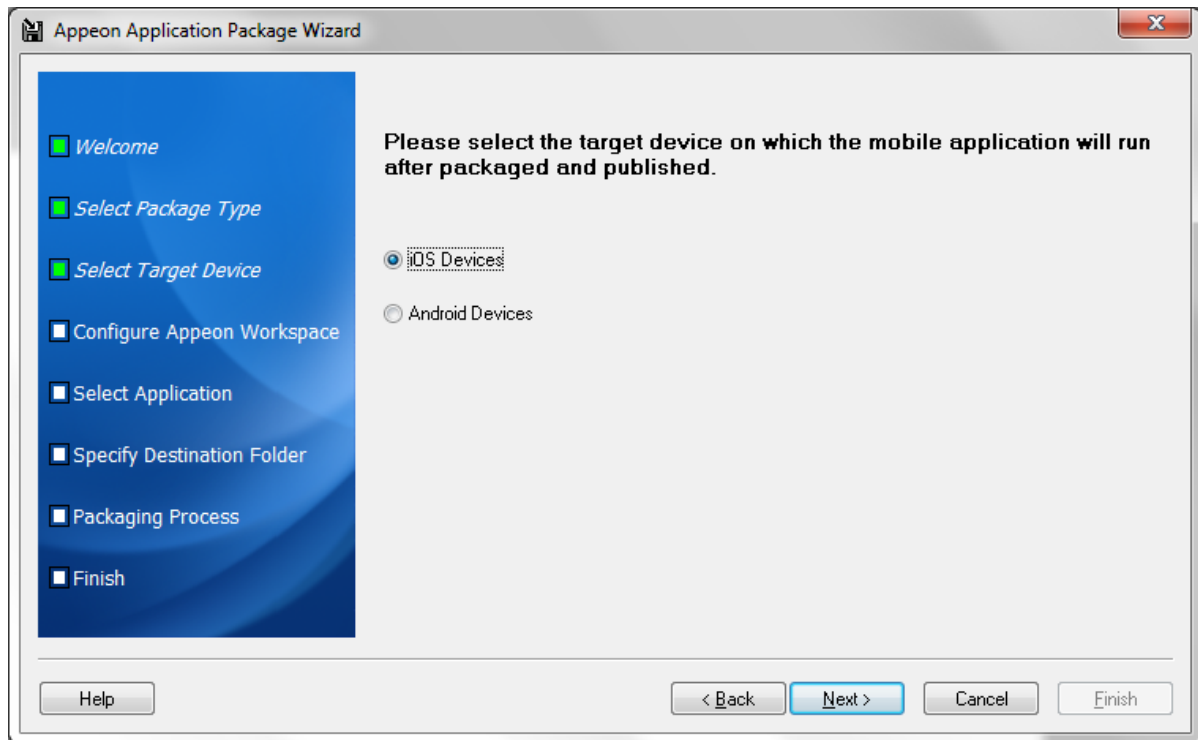 Appeon Application Package Wizard
Welcome
Select Package Type
Select Target Device
Configure Appeon Workspace
Select Application
Specify Destination Folder
Packaging Process
Finish
Please select the target device on which the mobile application will run
after packaged and published.
iOS Devices
Android Devices
Help
< Back
Next >
Cancel
Finish